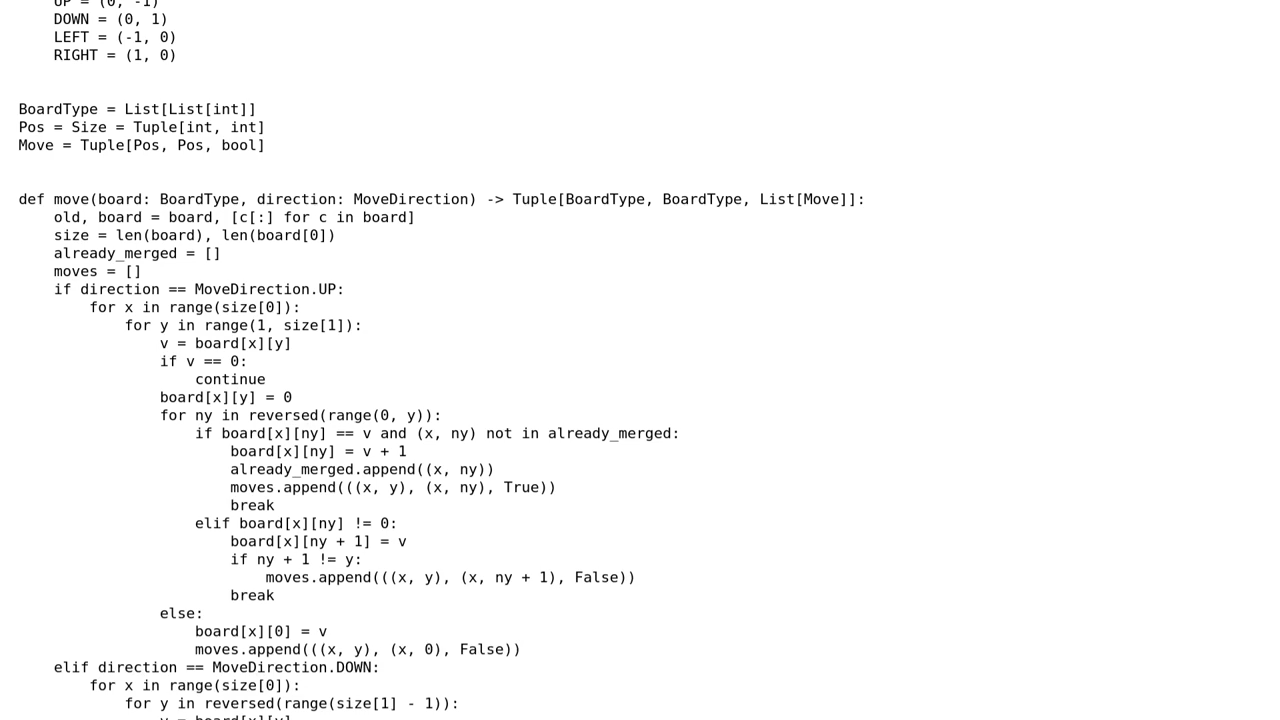 UP = (0, -1)
    DOWN = (0, 1)
    LEFT = (-1, 0)
    RIGHT = (1, 0)


BoardType = List[List[int]]
Pos = Size = Tuple[int, int]
Move = Tuple[Pos, Pos, bool]


def move(board: BoardType, direction: MoveDirection) -> Tuple[BoardType, BoardType, List[Move]]:
    old, board = board, [c[:] for c in board]
    size = len(board), len(board[0])
    already_merged = []
    moves = []
    if direction == MoveDirection.UP:
        for x in range(size[0]):
            for y in range(1, size[1]):
                v = board[x][y]
                if v == 0:
                    continue
                board[x][y] = 0
                for ny in reversed(range(0, y)):
                    if board[x][ny] == v and (x, ny) not in already_merged:
                        board[x][ny] = v + 1
                        already_merged.append((x, ny))
                        moves.append(((x, y), (x, ny), True))
                        break
                    elif board[x][ny] != 0:
                        board[x][ny + 1] = v
                        if ny + 1 != y:
                            moves.append(((x, y), (x, ny + 1), False))
                        break
                else:
                    board[x][0] = v
                    moves.append(((x, y), (x, 0), False))
    elif direction == MoveDirection.DOWN:
        for x in range(size[0]):
            for y in reversed(range(size[1] - 1)):
                v = board[x][y]